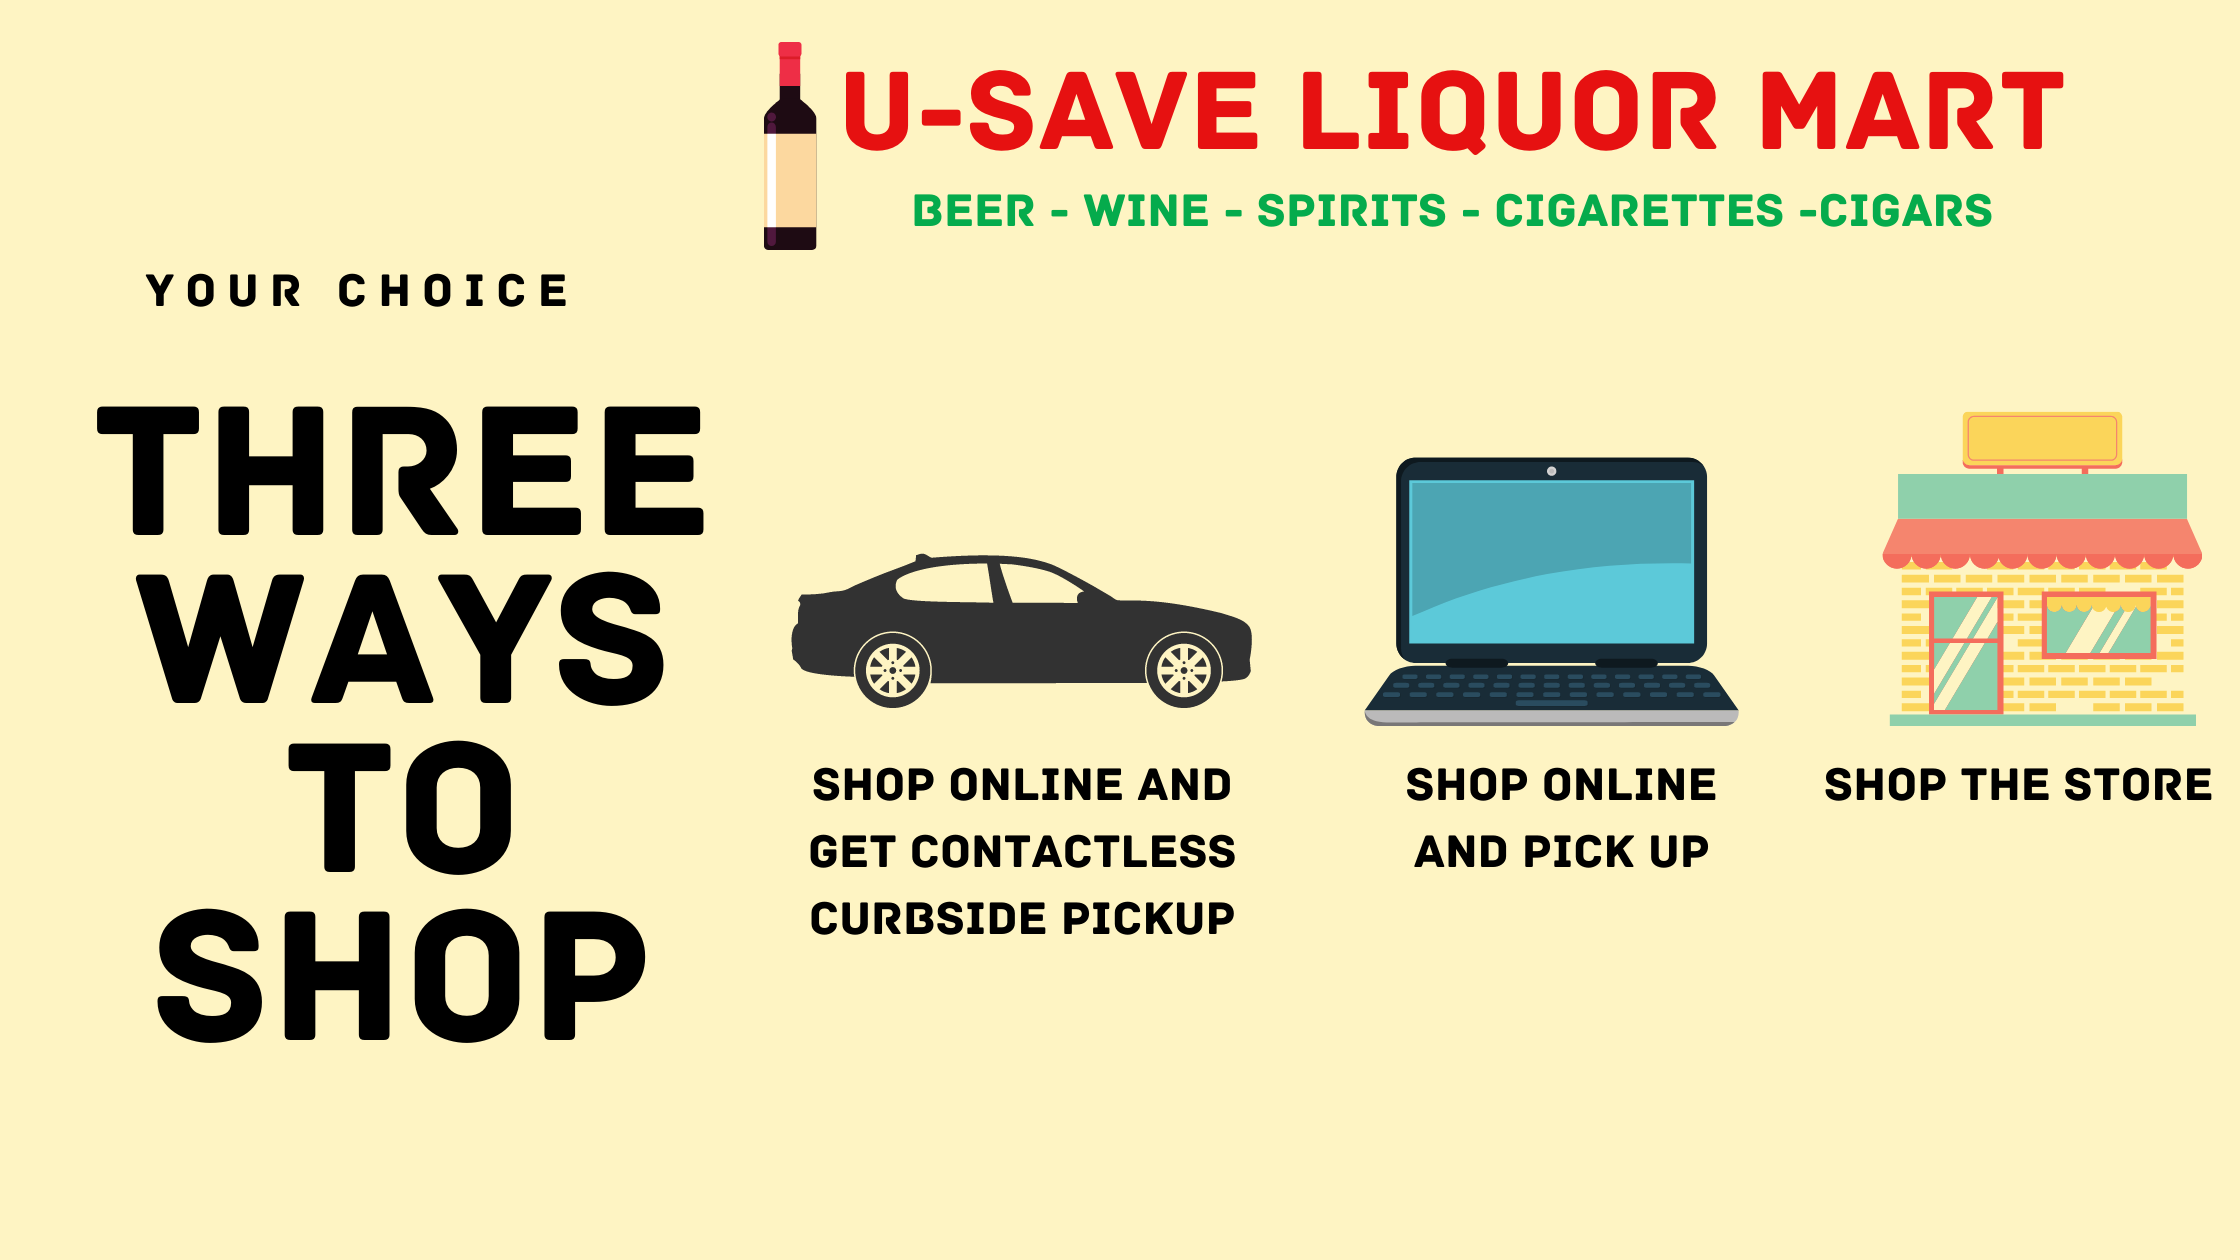 U-SAVE LIQUOR MART
BEER - WINE - SPIRITS - CIGARETTES -CIGARS
YOUR CHOICE
THREE
WAYS
TO
SHOP
SHOP ONLINE AND
GET CONTACTLESS
CURBSIDE PICKUP
SHOP ONLINE
AND PICK UP
SHOP THE STORE